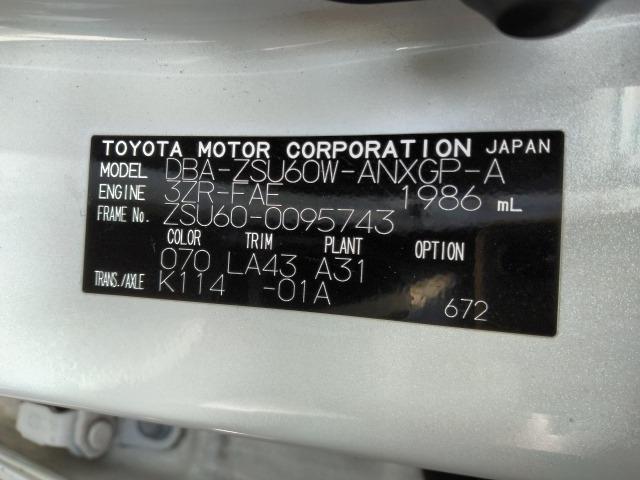 TOYOTA MOTOR CORPORATION JAPAN
MODEL DBA-ZSU60W-ANXGP-A
ENGINE 3ZR-FAE 1986 mL
FRAME No. ZSU60-0095743
COLOR TRIM PLANT OPTION
070 LA43 A31
TRANS./AXLE K114 -01A
672